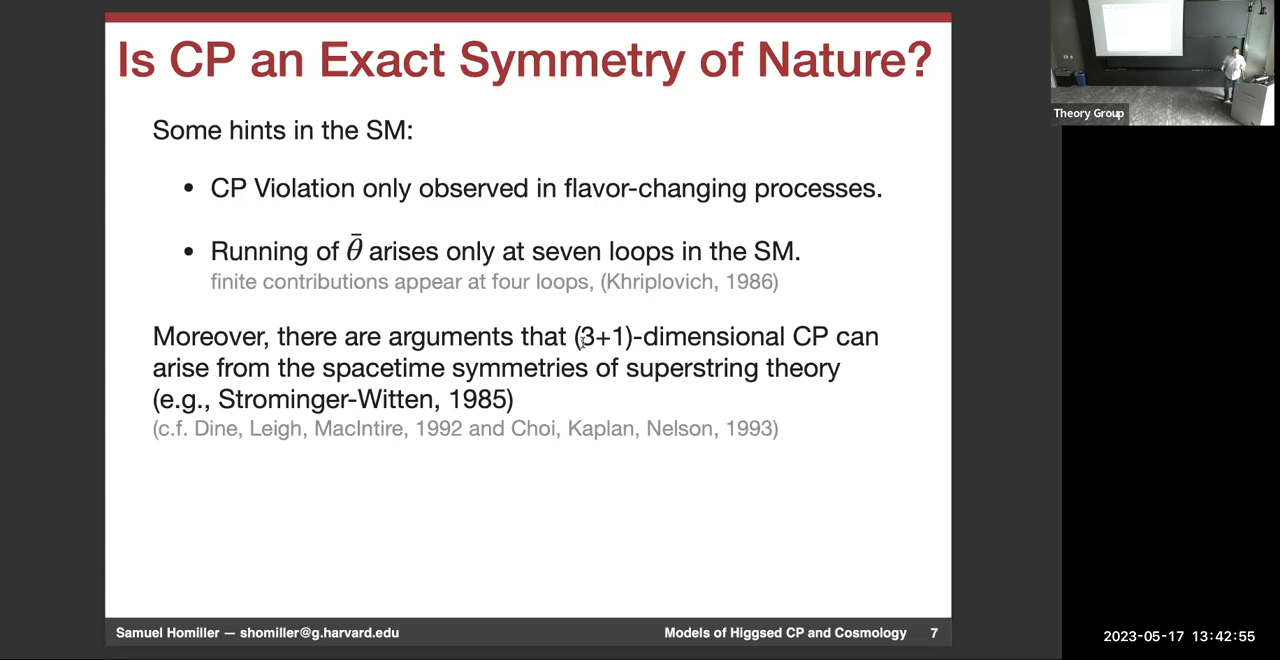 Is CP an Exact Symmetry of Nature?
Some hints in the SM:
• CP Violation only observed in flavor-changing processes.
• Running of θ̄ arises only at seven loops in the SM.
finite contributions appear at four loops, (Khriplovich, 1986)
Moreover, there are arguments that (3+1)-dimensional CP can
arise from the spacetime symmetries of superstring theory
(e.g., Strominger-Witten, 1985)
(c.f. Dine, Leigh, MacIntire, 1992 and Choi, Kaplan, Nelson, 1993)
Samuel Homiller — shomiller@g.harvard.edu
Models of Higgsed CP and Cosmology 7
Theory Group
2023-05-17 13:42:55